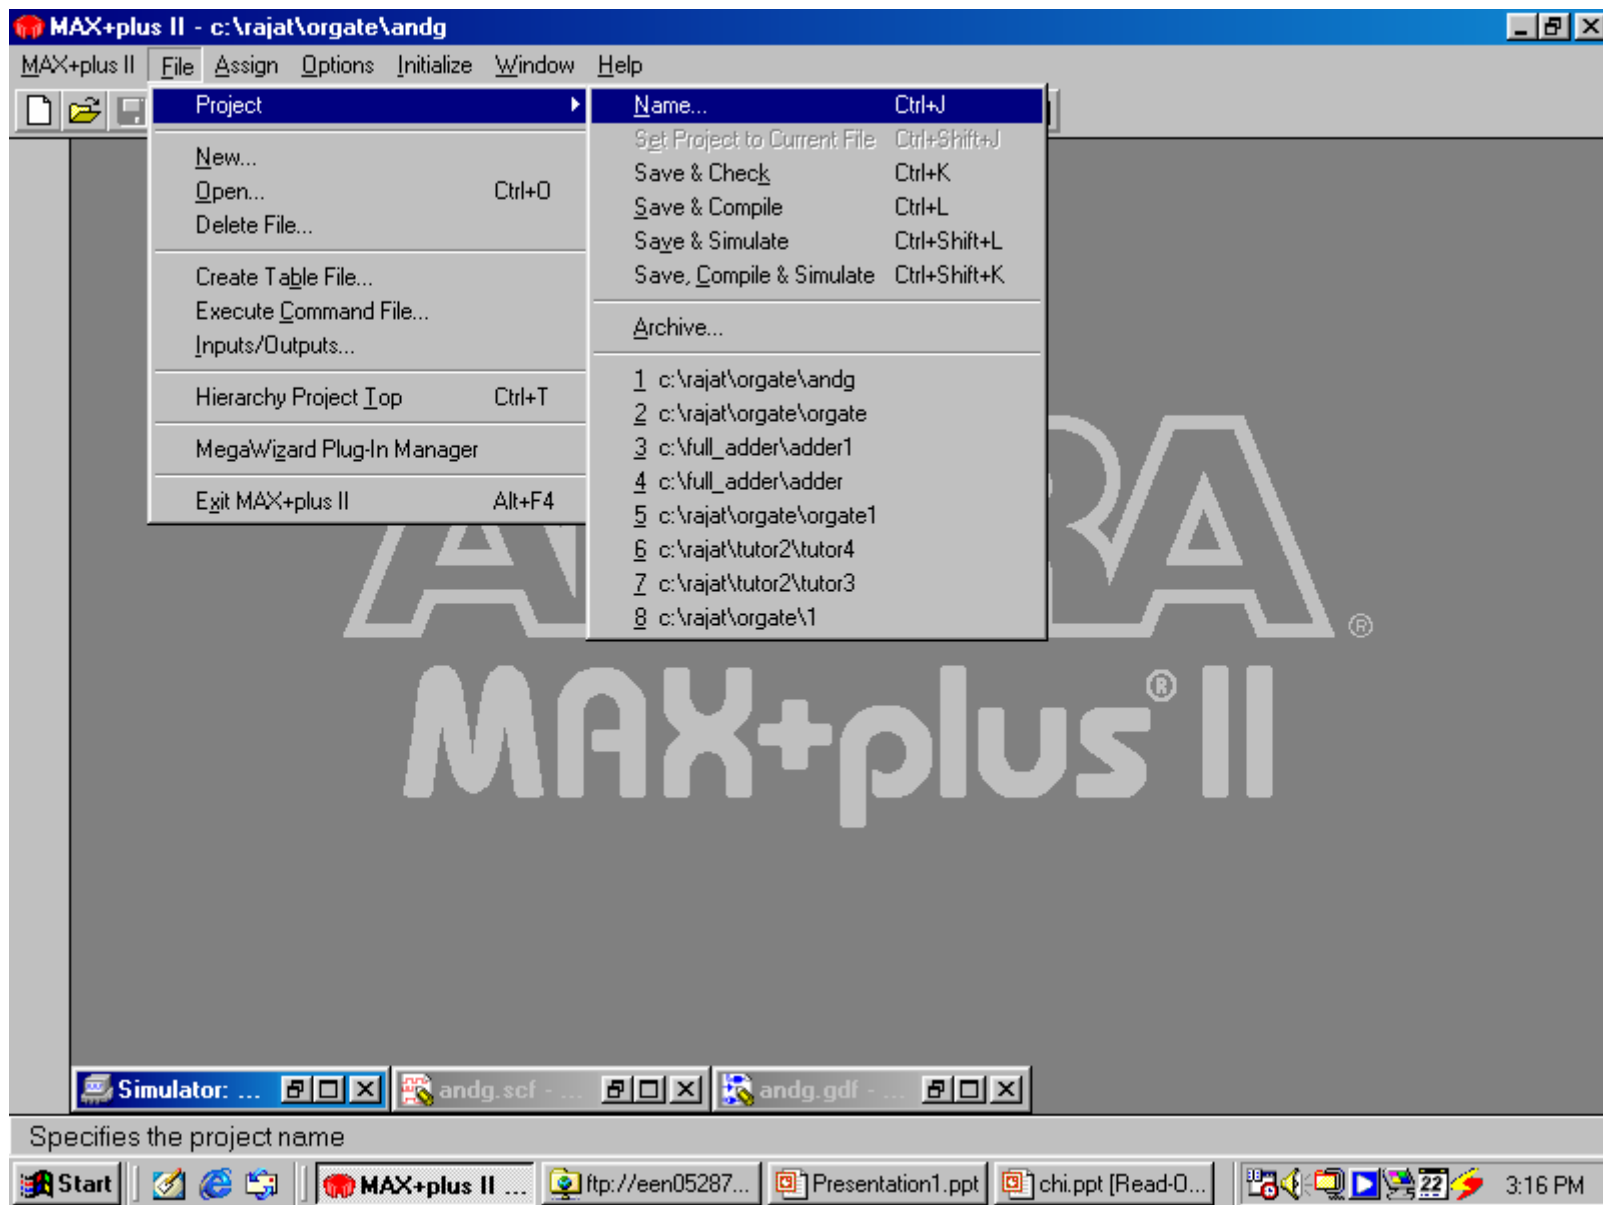 MAX+plus II - c:\rajat\orgate\andg
MAX+plus II File Assign Options Initialize Window Help
Project
New...
Open... Ctrl+O
Delete File...
Create Table File...
Execute Command File...
Inputs/Outputs...
Hierarchy Project Top Ctrl+T
MegaWizard Plug-In Manager
Exit MAX+plus II Alt+F4
Name... Ctrl+J
Set Project to Current File Ctrl+Shift+J
Save & Check Ctrl+K
Save & Compile Ctrl+L
Save & Simulate Ctrl+Shift+L
Save, Compile & Simulate Ctrl+Shift+K
Archive...
1 c:\rajat\orgate\andg
2 c:\rajat\orgate\orgate
3 c:\full_adder\adder1
4 c:\full_adder\adder
5 c:\rajat\orgate\orgate1
6 c:\rajat\tutor2\tutor4
7 c:\rajat\tutor2\tutor3
8 c:\rajat\orgate\1
®
MAX+plus® II
Simulator: ... andg.scf - ... andg.gdf - ...
Specifies the project name
Start MAX+plus II ... ftp://een05287... Presentation1.ppt chi.ppt [Read-O... 22 3:16 PM